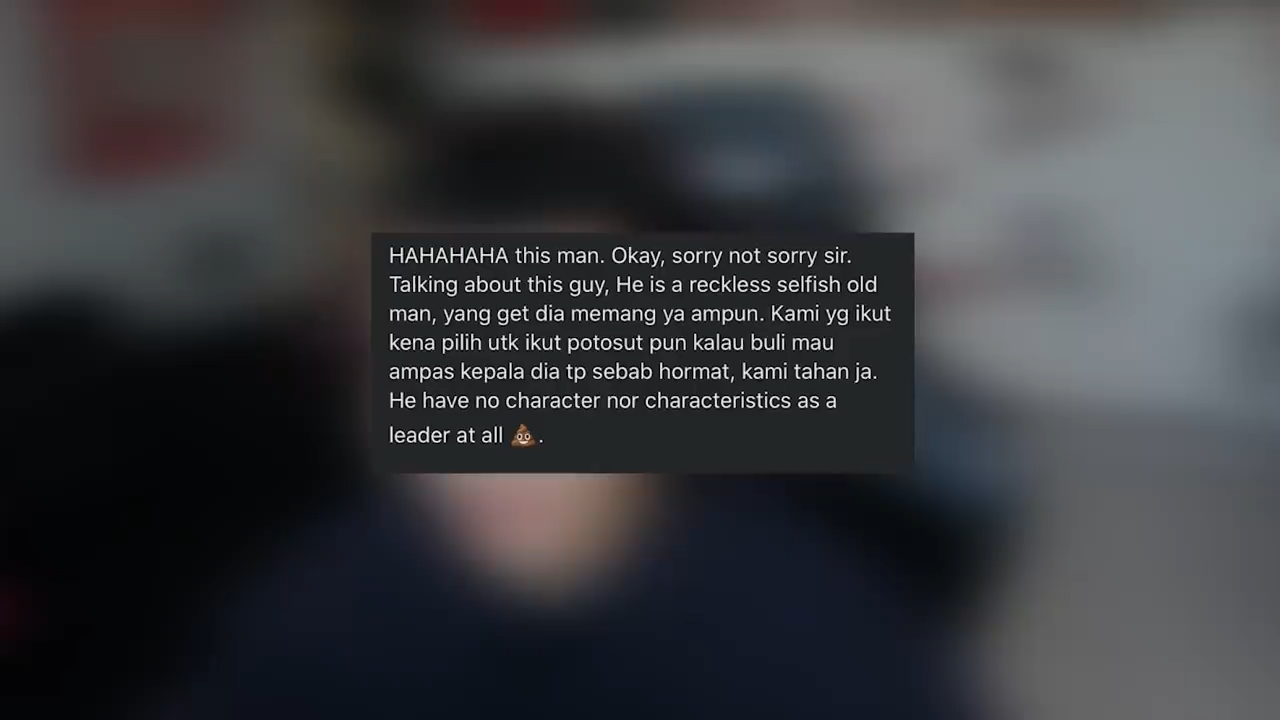 HAHAHAHA this man. Okay, sorry not sorry sir.
Talking about this guy, He is a reckless selfish old
man, yang get dia memang ya ampun. Kami yg ikut
kena pilih utk ikut potosut pun kalau buli mau
ampas kepala dia tp sebab hormat, kami tahan ja.
He have no character nor characteristics as a
leader at all 💩.